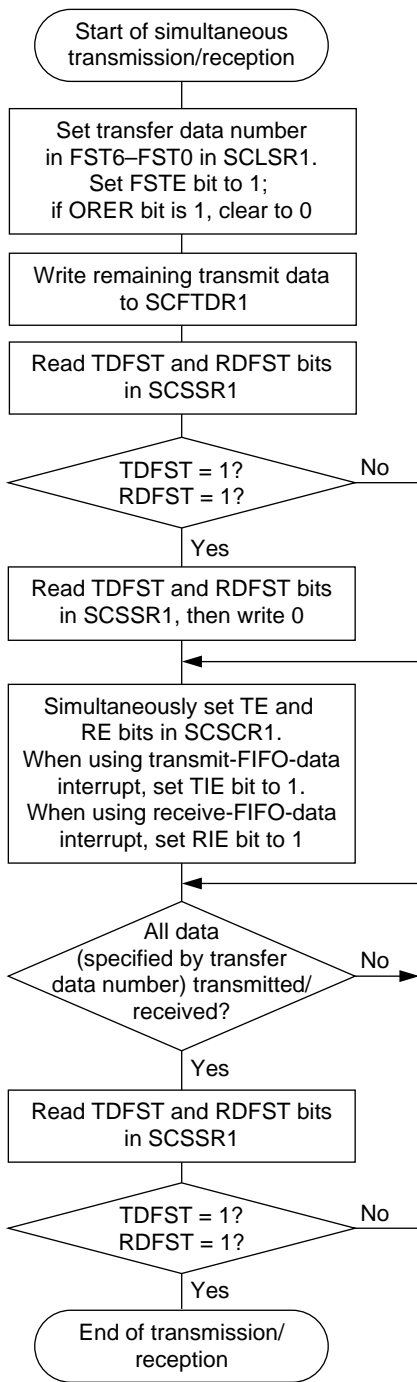 Start of simultaneous
transmission/reception
Set transfer data number
in FST6–FST0 in SCLSR1.
Set FSTE bit to 1;
if ORER bit is 1, clear to 0
Write remaining transmit data
to SCFTDR1
Read TDFST and RDFST bits
in SCSSR1
TDFST = 1?
RDFST = 1?
No
Yes
Read TDFST and RDFST bits
in SCSSR1, then write 0
Simultaneously set TE and
RE bits in SCSCR1.
When using transmit-FIFO-data
interrupt, set TIE bit to 1.
When using receive-FIFO-data
interrupt, set RIE bit to 1
All data
(specified by transfer
data number) transmitted/
received?
No
Yes
Read TDFST and RDFST bits
in SCSSR1
TDFST = 1?
RDFST = 1?
No
Yes
End of transmission/
reception